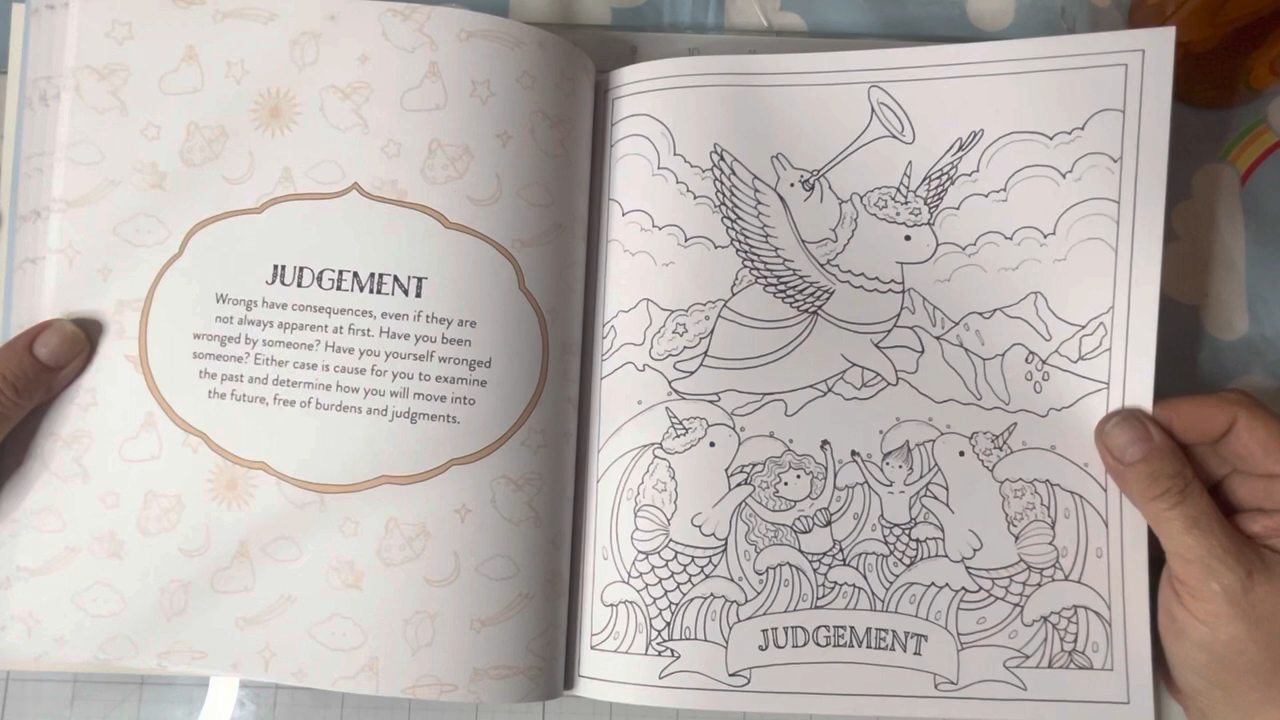 JUDGEMENT
Wrongs have consequences, even if they are
not always apparent at first. Have you been
wronged by someone? Have you yourself wronged
someone? Either case is cause for you to examine
the past and determine how you will move into
the future, free of burdens and judgments.
JUDGEMENT